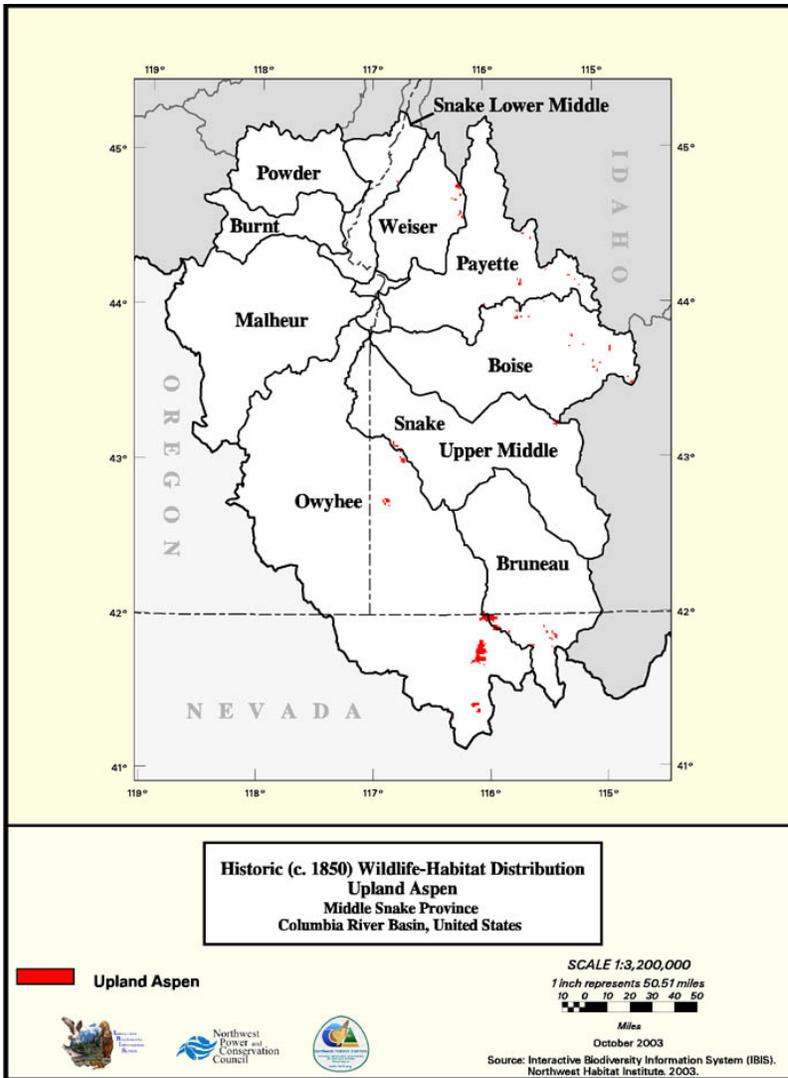 119° 118° 117° 116° 115°
Snake Lower Middle
45° 45°
IDAHO
Powder
Burnt
Weiser
Payette
44° 44°
Malheur
Boise
OREGON
Snake
Upper Middle
43° 43°
Owyhee
Bruneau
42° 42°
NEVADA
41° 41°
119° 118° 117° 116° 115°
Historic (c. 1850) Wildlife-Habitat Distribution
Upland Aspen
Middle Snake Province
Columbia River Basin, United States
Upland Aspen
SCALE 1:3,200,000
1 inch represents 50.51 miles
10 0 10 20 30 40 50
Miles
October 2003
Northwest
Power and
Conservation
Council
Source: Interactive Biodiversity Information System (IBIS).
Northwest Habitat Institute. 2003.